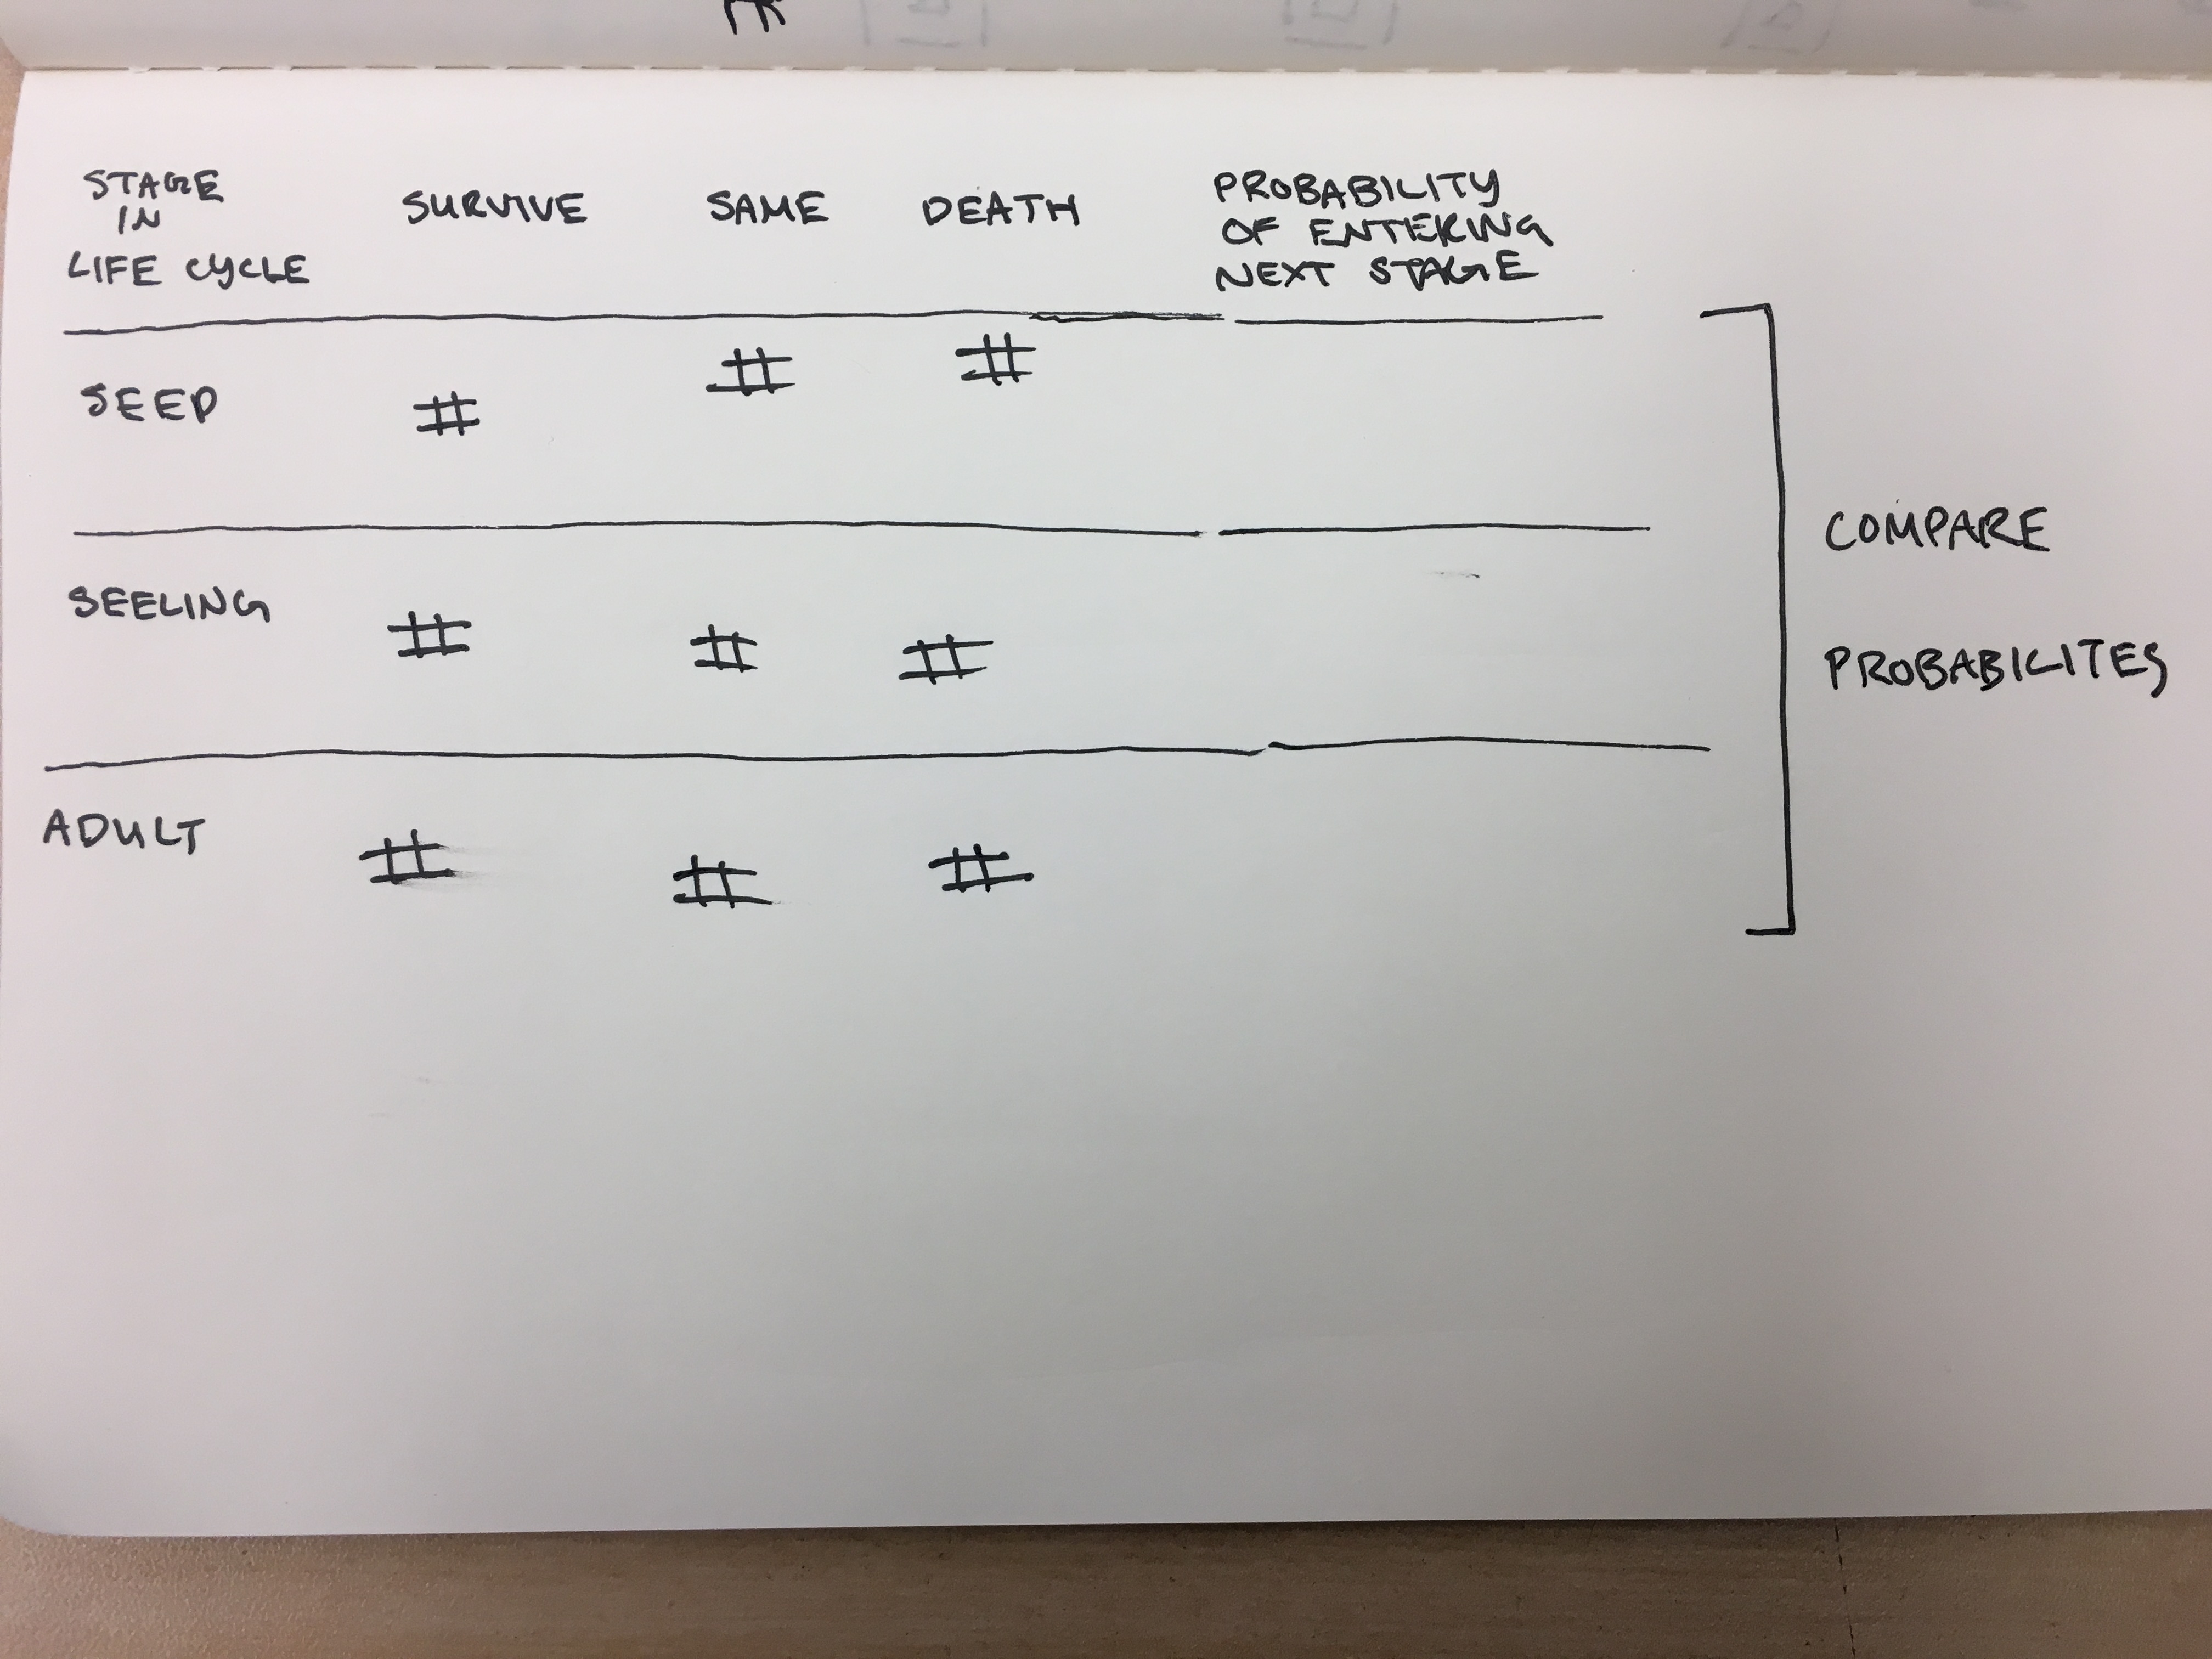 STAGE
IN
LIFE CYCLE
SURVIVE
SAME
DEATH
PROBABILITY
OF ENTERING
NEXT STAGE
SEED
#
#
#
SEELING
#
#
#
ADULT
#
#
#
COMPARE
PROBABILITES